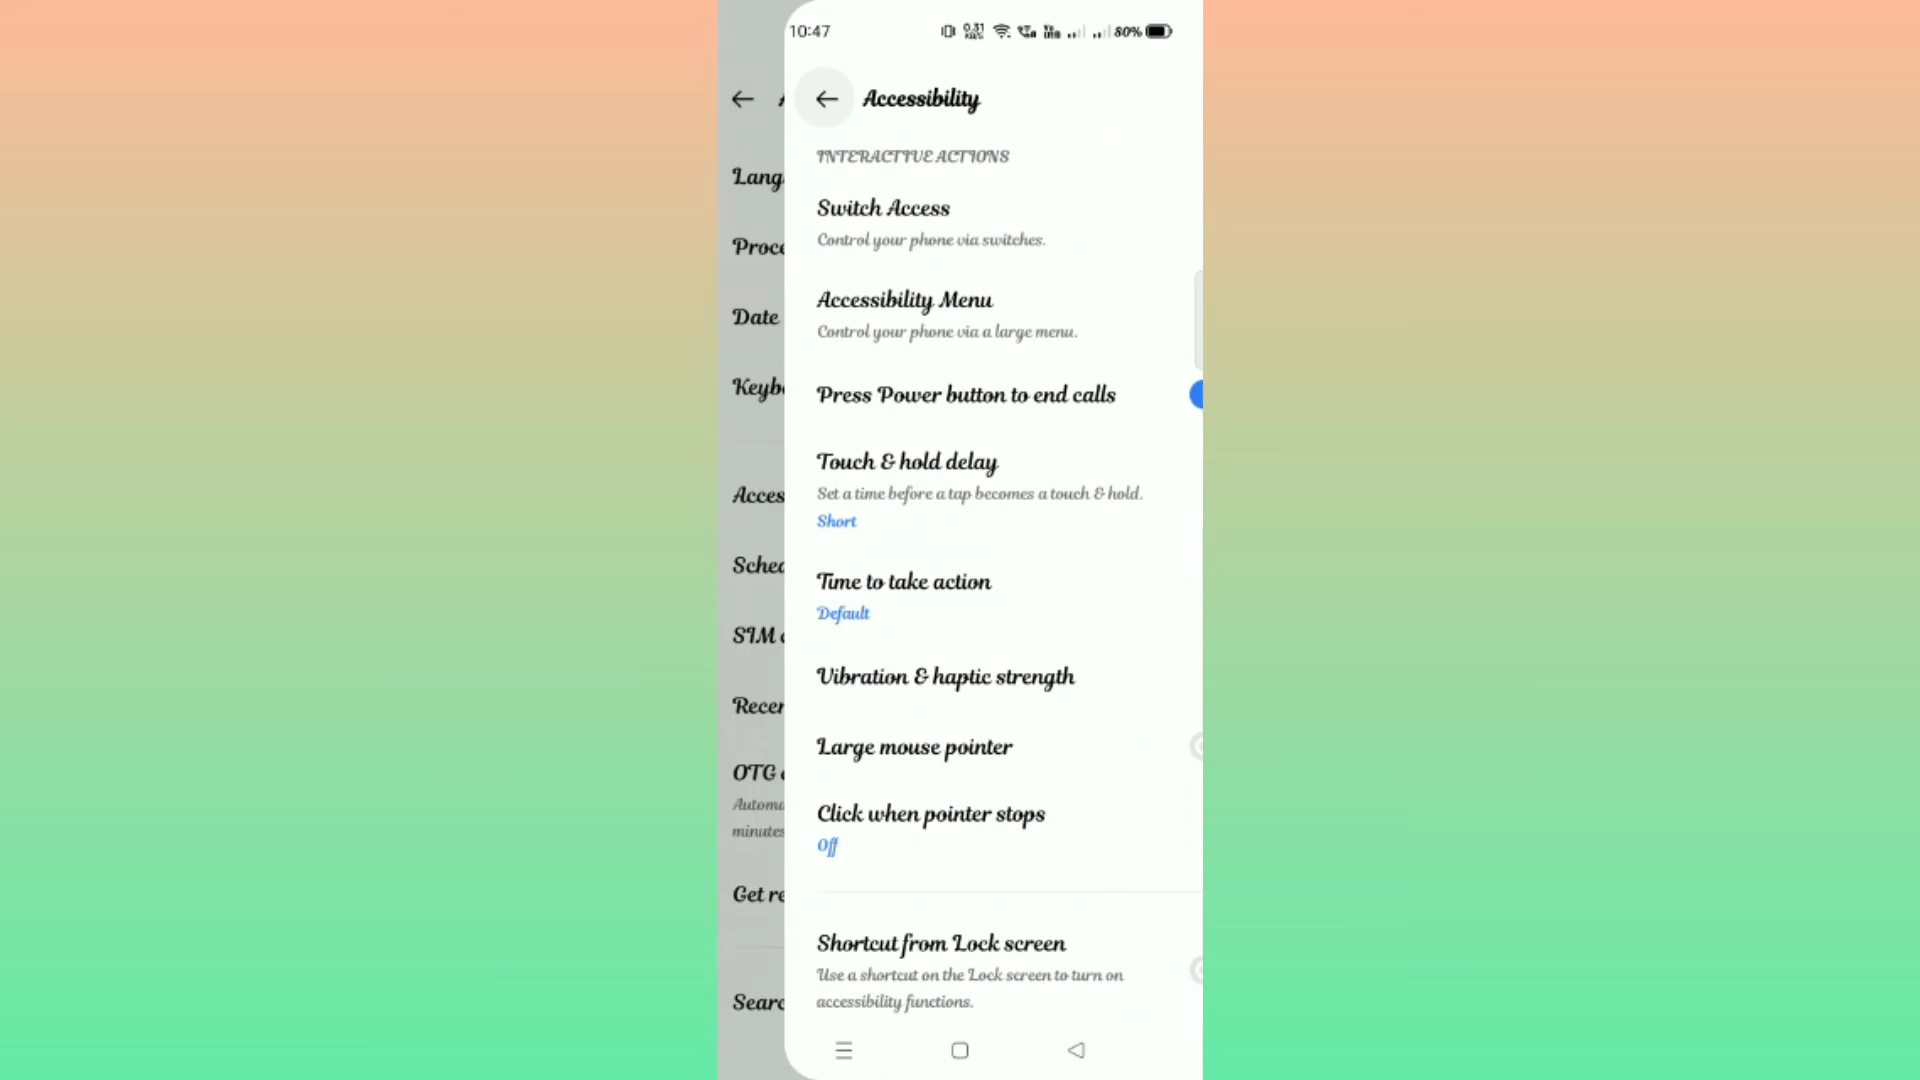 10:47
80%
Accessibility
INTERACTIVE ACTIONS
Switch Access
Control your phone via switches.
Accessibility Menu
Control your phone via a large menu.
Press Power button to end calls
Touch & hold delay
Set a time before a tap becomes a touch & hold.
Short
Time to take action
Default
Vibration & haptic strength
Large mouse pointer
Click when pointer stops
Off
Shortcut from Lock screen
Use a shortcut on the Lock screen to turn on
accessibility functions.
Lang
Proce
Date
Keyb
Acces
Sched
SIM
Recen
OTG
Automa
minutes
Get re
Searc